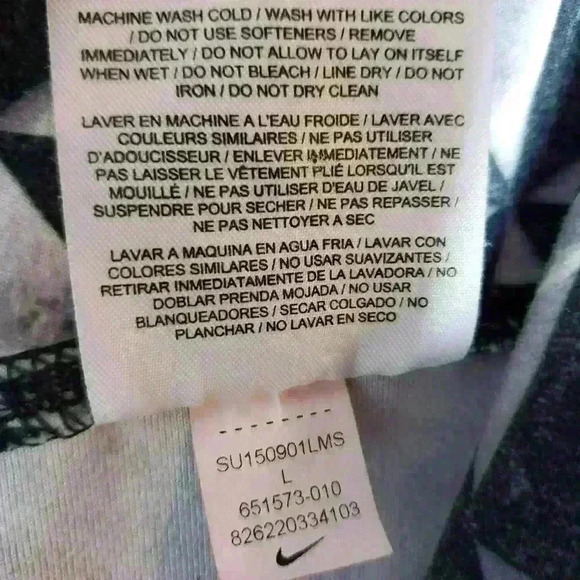 MACHINE WASH COLD / WASH WITH LIKE COLORS
/ DO NOT USE SOFTENERS / REMOVE
IMMEDIATELY / DO NOT ALLOW TO LAY ON ITSELF
WHEN WET / DO NOT BLEACH / LINE DRY / DO NOT
IRON / DO NOT DRY CLEAN
LAVER EN MACHINE A L'EAU FROIDE / LAVER AVEC
COULEURS SIMILAIRES / NE PAS UTILISER
D'ADOUCISSEUR / ENLEVER IMMEDIATEMENT / NE
PAS LAISSER LE VÊTEMENT PLIÉ LORSQU'IL EST
MOUILLÉ / NE PAS UTILISER D'EAU DE JAVEL /
SUSPENDRE POUR SECHER / NE PAS REPASSER /
NE PAS NETTOYER A SEC
LAVAR A MAQUINA EN AGUA FRIA / LAVAR CON
COLORES SIMILARES / NO USAR SUAVIZANTES /
RETIRAR INMEDIATAMENTE DE LA LAVADORA / NO
DOBLAR PRENDA MOJADA / NO USAR
BLANQUEADORES / SECAR COLGADO / NO
PLANCHAR / NO LAVAR EN SECO
--------
SU150901LMS
L
651573-010
826220334103